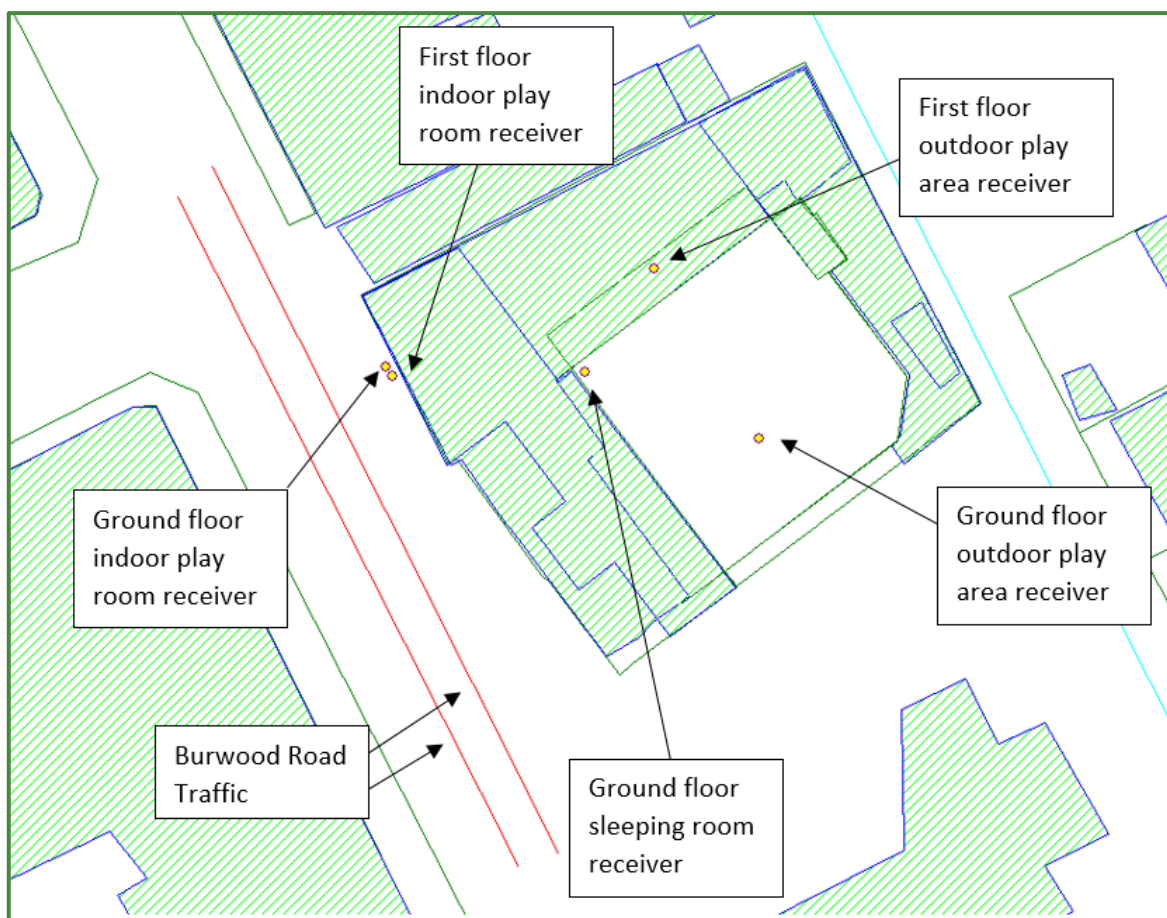 First floor
indoor play
room receiver
First floor
outdoor play
area receiver
Ground floor
indoor play
room receiver
Ground floor
outdoor play
area receiver
Burwood Road
Traffic
Ground floor
sleeping room
receiver